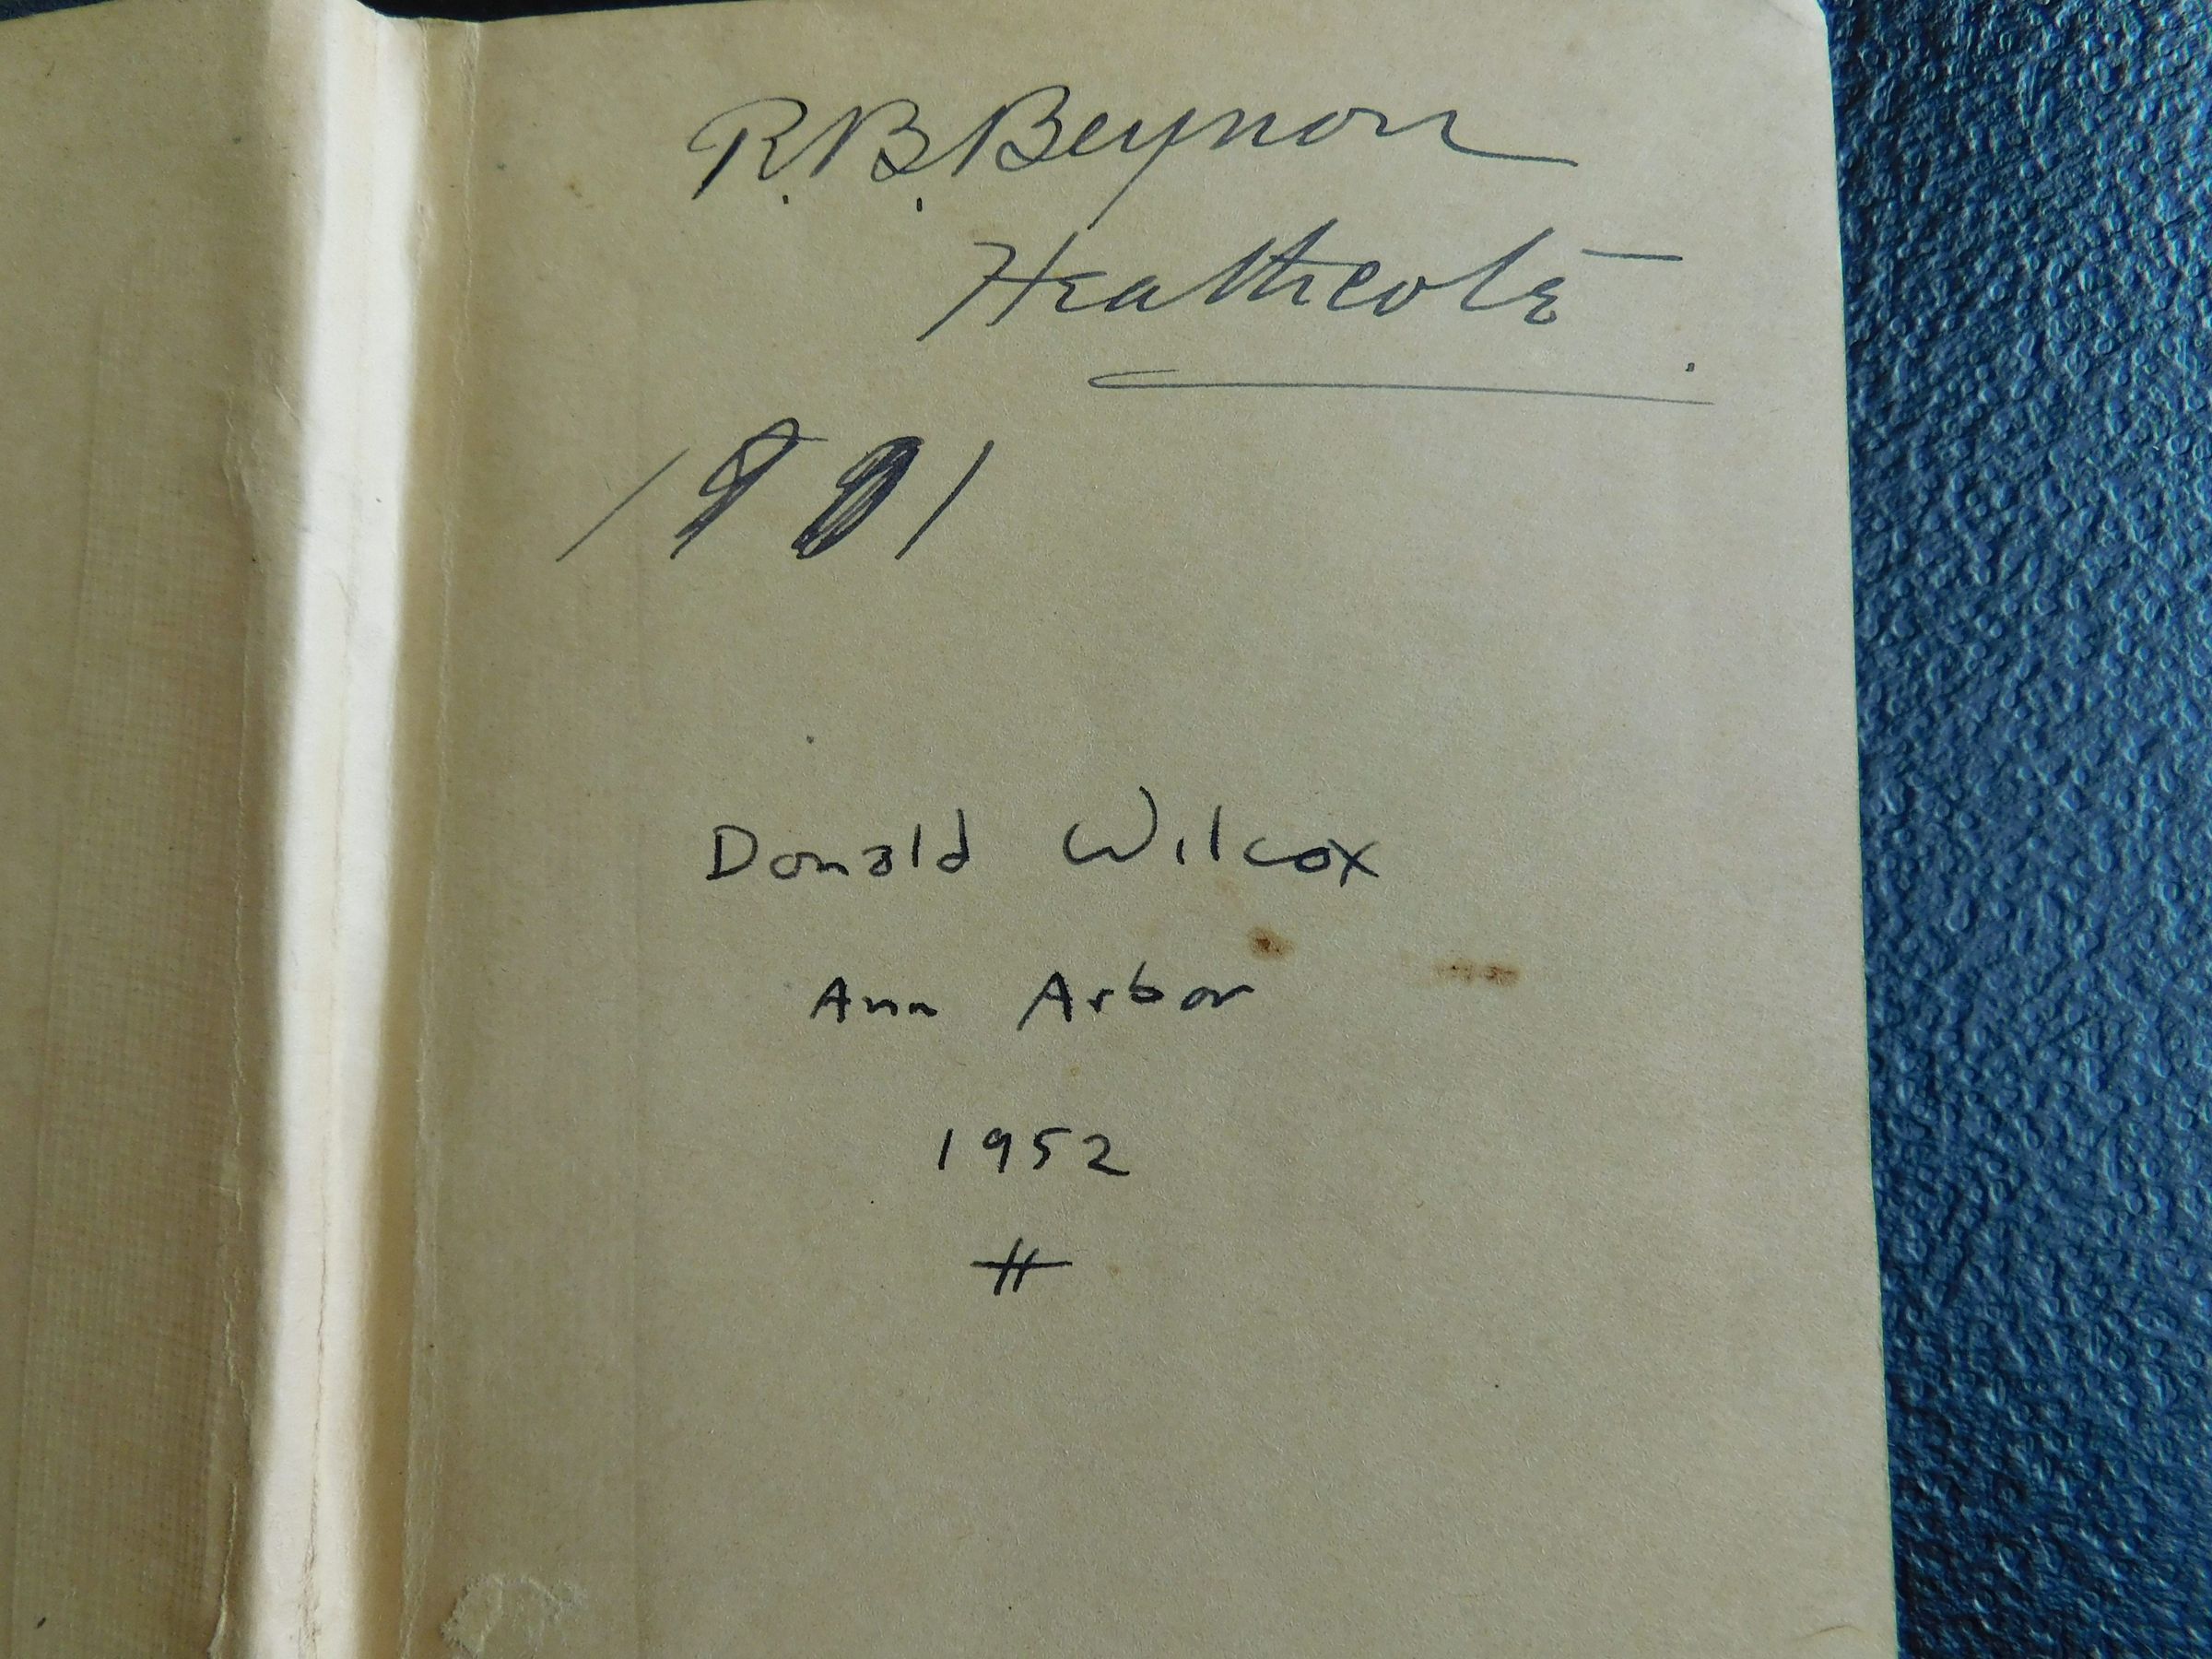 R. B. Beynon
Heathcote.
1901
Donald Wilcox
Ann Arbor
1952
#